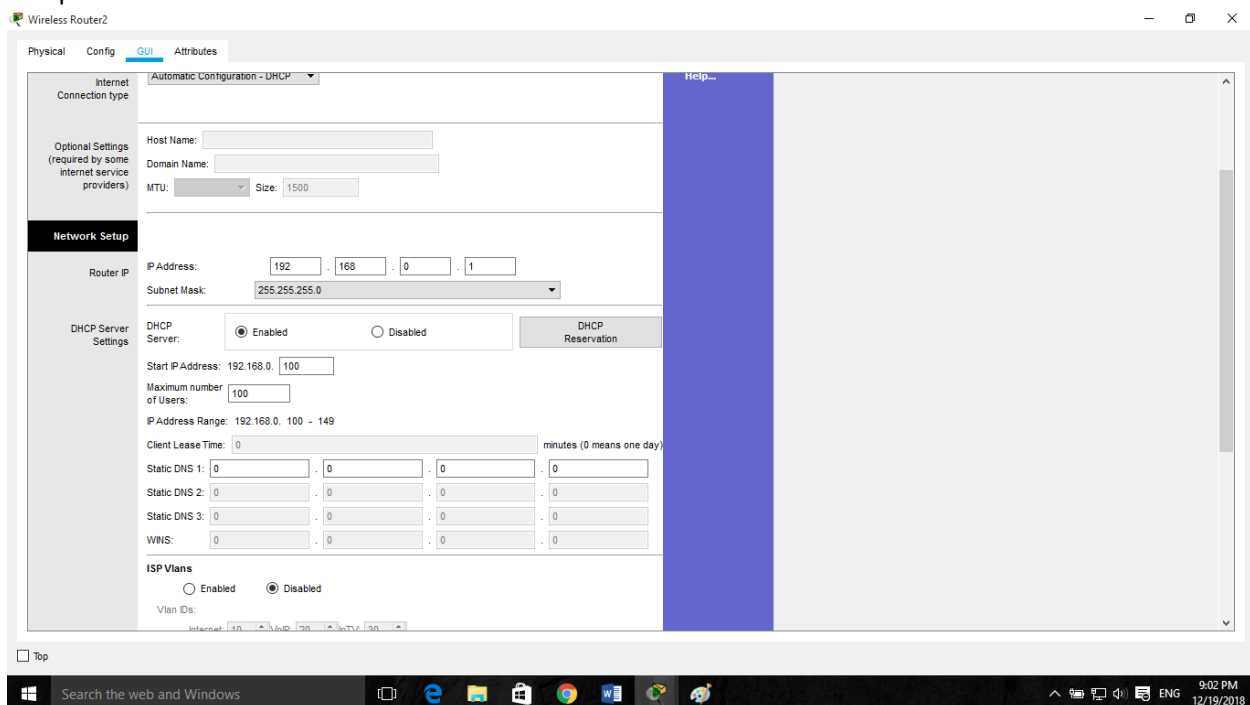 Wireless Router2
Physical Config GUI Attributes
Internet
Connection type
Automatic Configuration - DHCP
Help...
Optional Settings
(required by some
internet service
providers)
Host Name:
Domain Name:
MTU: Size: 1500
Network Setup
Router IP
IP Address: 192 . 168 . 0 . 1
Subnet Mask: 255.255.255.0
DHCP Server
Settings
DHCP
Server:
Enabled Disabled
DHCP
Reservation
Start IP Address: 192.168.0. 100
Maximum number
of Users:
100
IP Address Range: 192.168.0. 100 - 149
Client Lease Time: 0 minutes (0 means one day)
Static DNS 1: 0 . 0 . 0 . 0
Static DNS 2: 0 . 0 . 0 . 0
Static DNS 3: 0 . 0 . 0 . 0
WINS: 0 . 0 . 0 . 0
ISP Vlans
Enabled Disabled
Vlan IDs:
Internet: 10 VoIP: 20 IpTV: 30
Top
Search the web and Windows
ENG
9:02 PM
12/19/2018